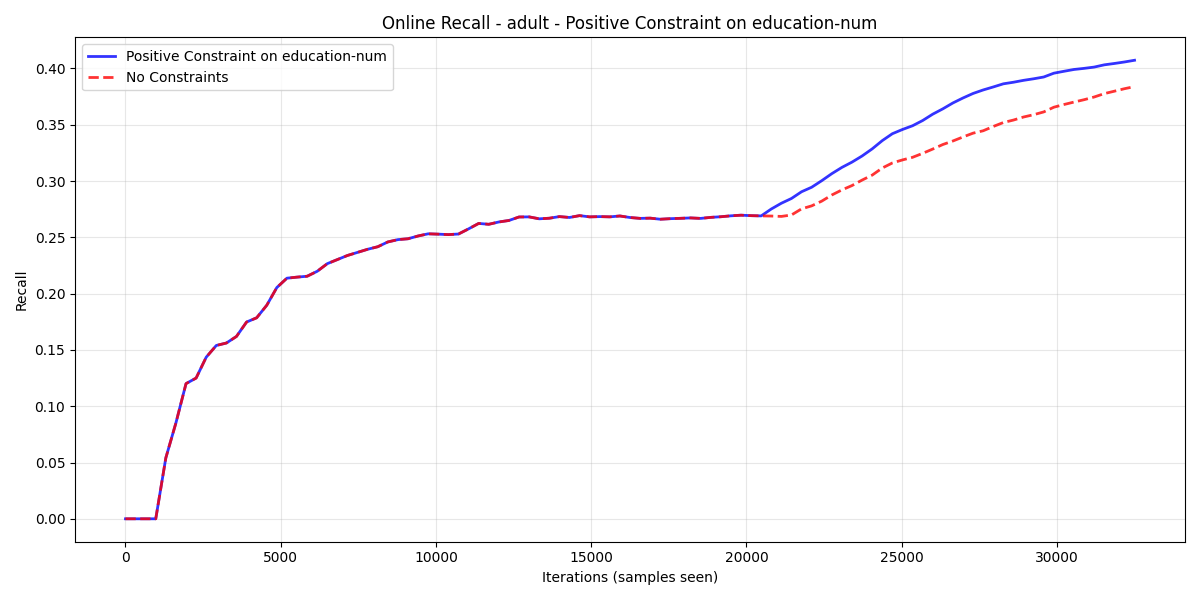 Online Recall - adult - Positive Constraint on education-num
Positive Constraint on education-num
No Constraints
Recall
0.40
0.35
0.30
0.25
0.20
0.15
0.10
0.05
0.00
0 5000 10000 15000 20000 25000 30000
Iterations (samples seen)